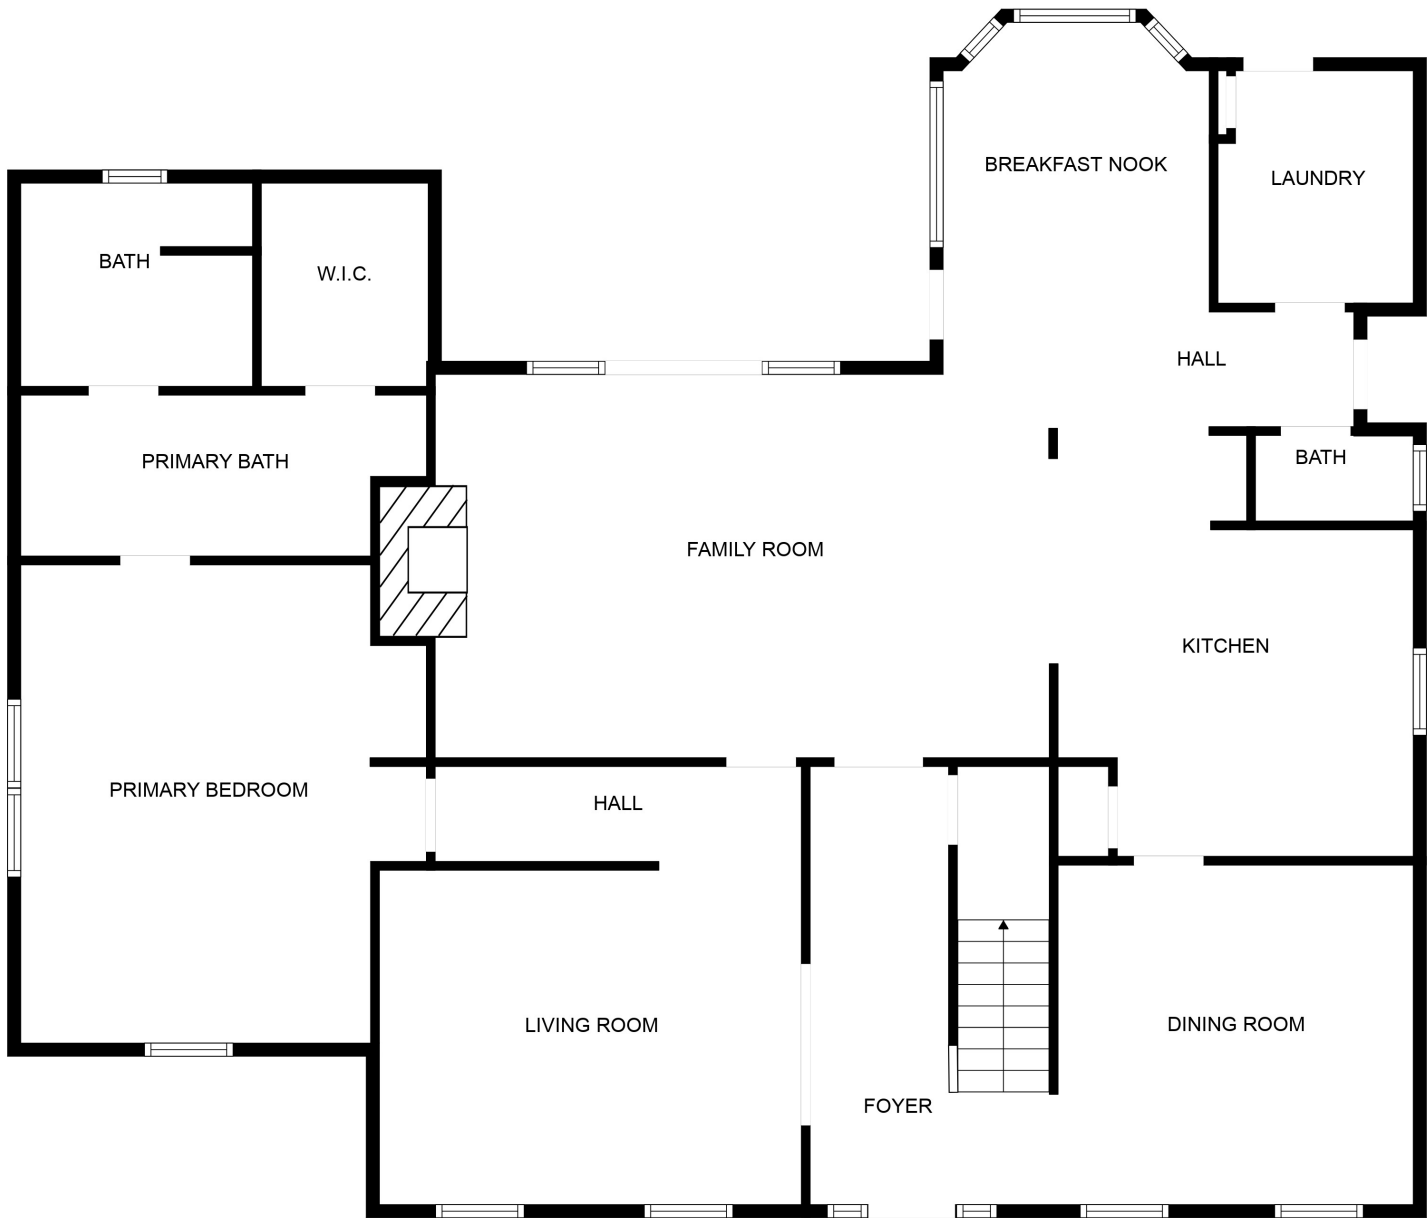 BREAKFAST NOOK
LAUNDRY
BATH
W.I.C.
HALL
PRIMARY BATH
BATH
FAMILY ROOM
KITCHEN
PRIMARY BEDROOM
HALL
LIVING ROOM
DINING ROOM
FOYER